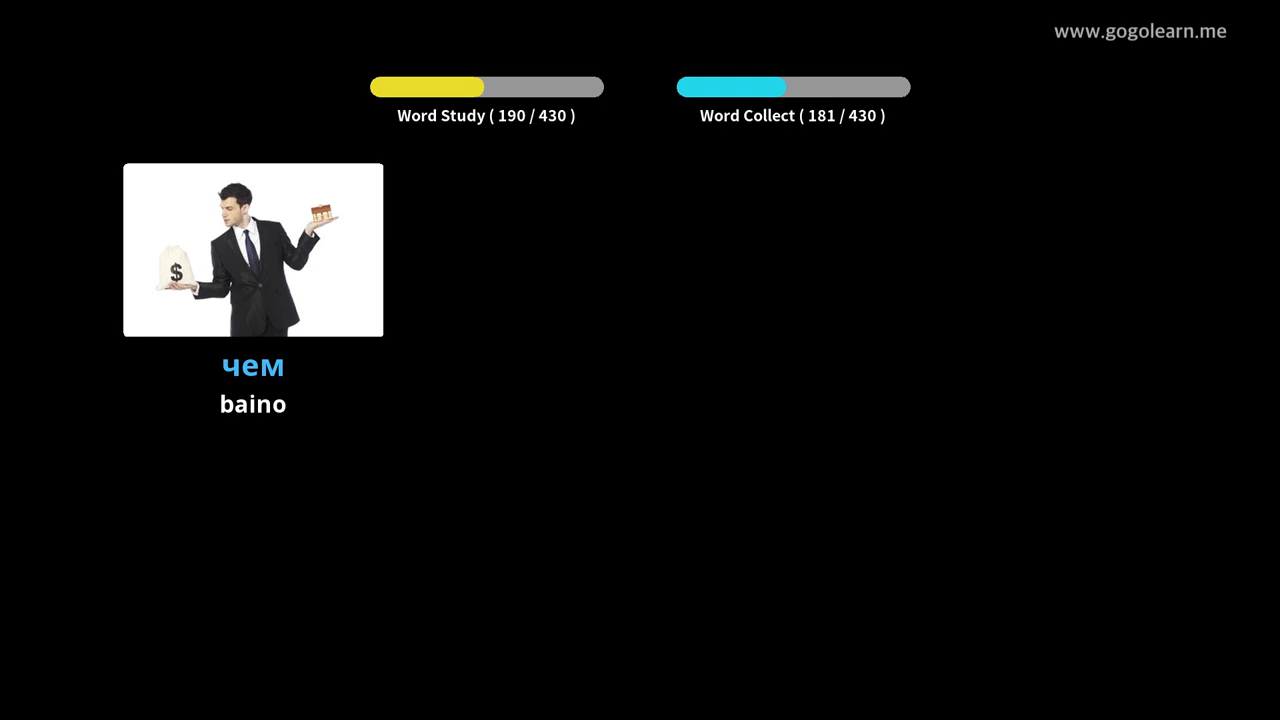 www.gogolearn.me
Word Study ( 190 / 430 )
Word Collect ( 181 / 430 )
$
чем
baino